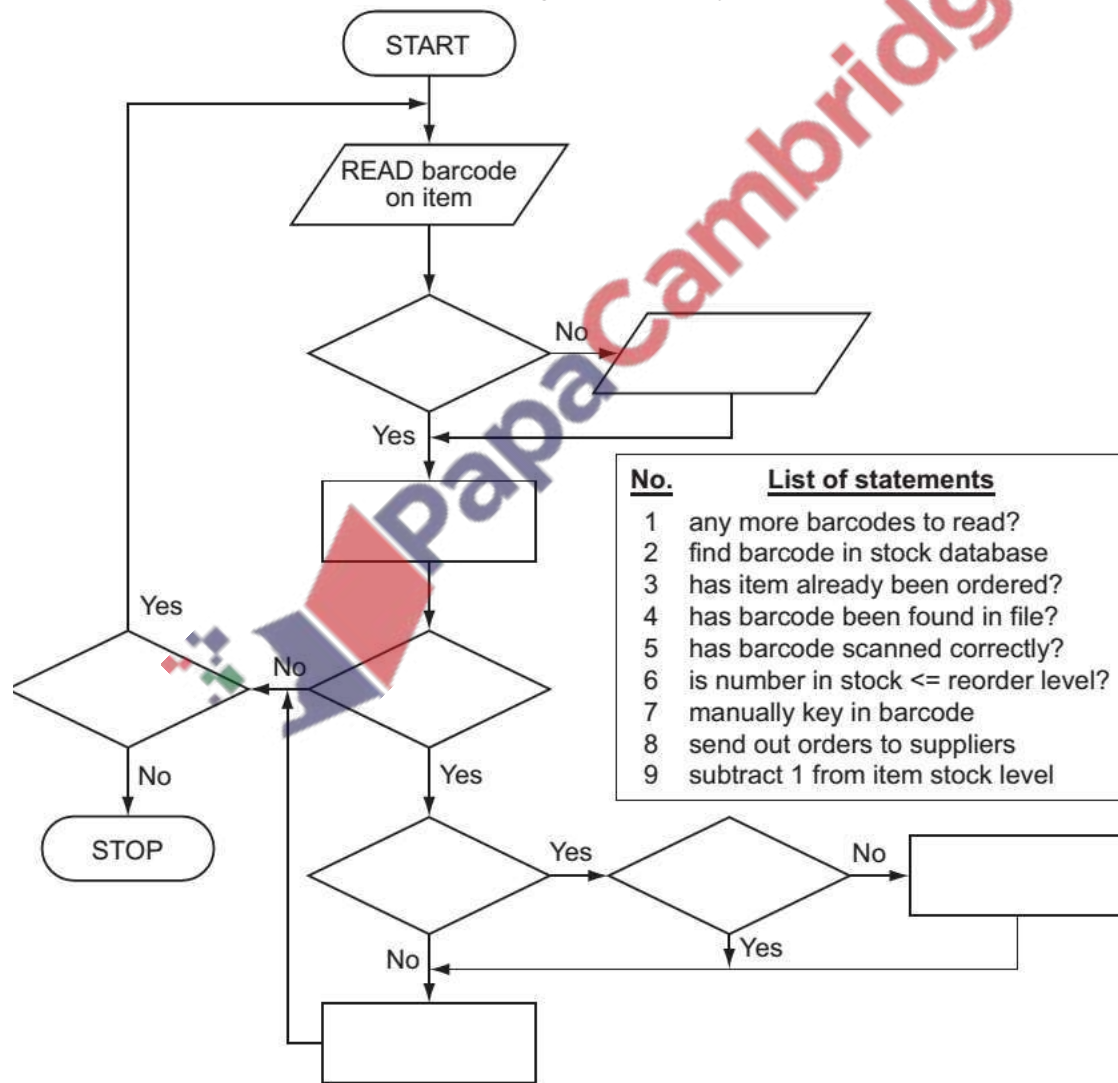 START
READ barcode
on item
No
Yes
No. List of statements
1 any more barcodes to read?
2 find barcode in stock database
3 has item already been ordered?
4 has barcode been found in file?
5 has barcode scanned correctly?
6 is number in stock <= reorder level?
7 manually key in barcode
8 send out orders to suppliers
9 subtract 1 from item stock level
Yes
No
No
Yes
STOP
Yes
No
No
Yes
PapaCambridg